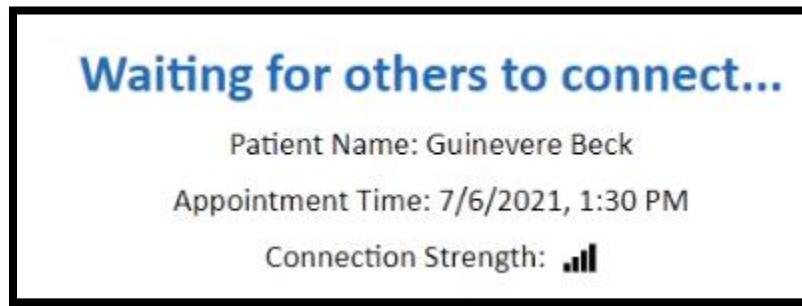 Waiting for others to connect...
Patient Name: Guinevere Beck
Appointment Time: 7/6/2021, 1:30 PM
Connection Strength: